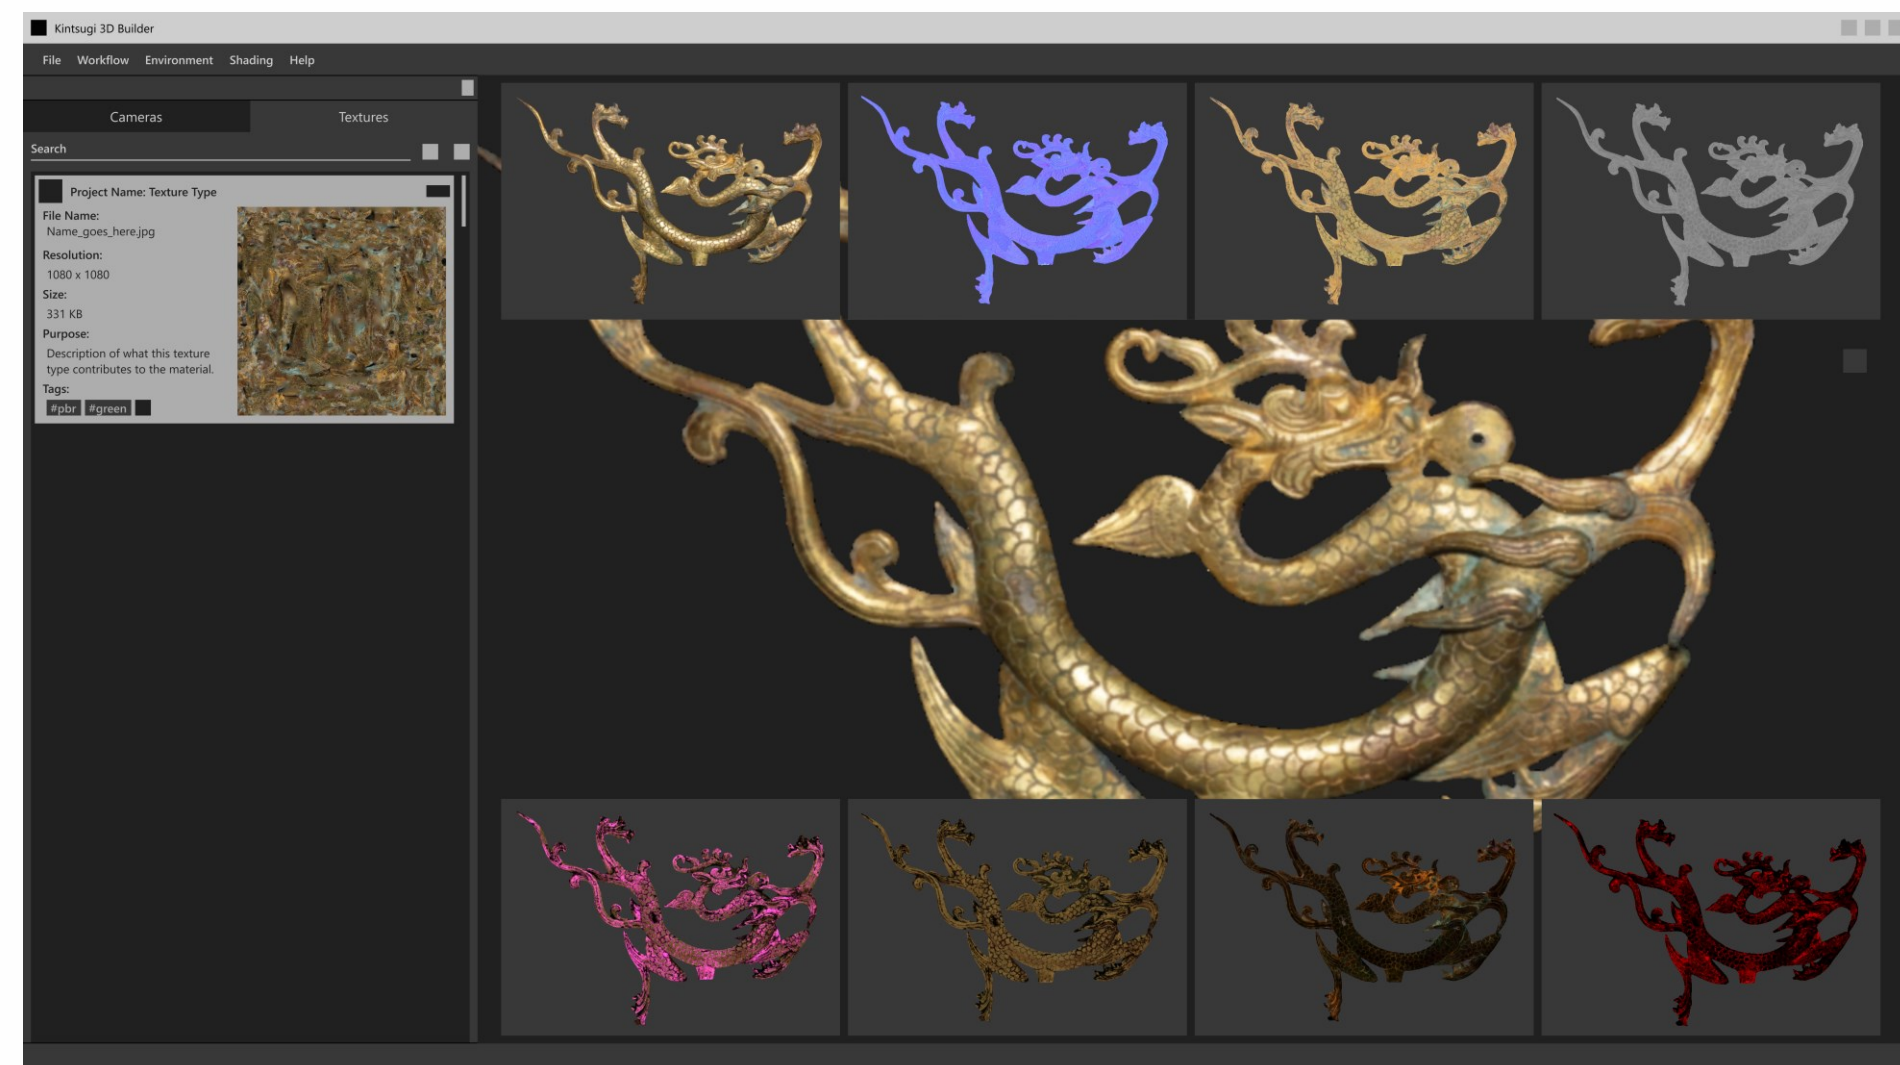 Kintsugi 3D Builder
File Workflow Environment Shading Help
Cameras Textures
Search
Project Name: Texture Type
File Name:
Name_goes_here.jpg
Resolution:
1080 x 1080
Size:
331 KB
Purpose:
Description of what this texture
type contributes to the material.
Tags:
#pbr #green